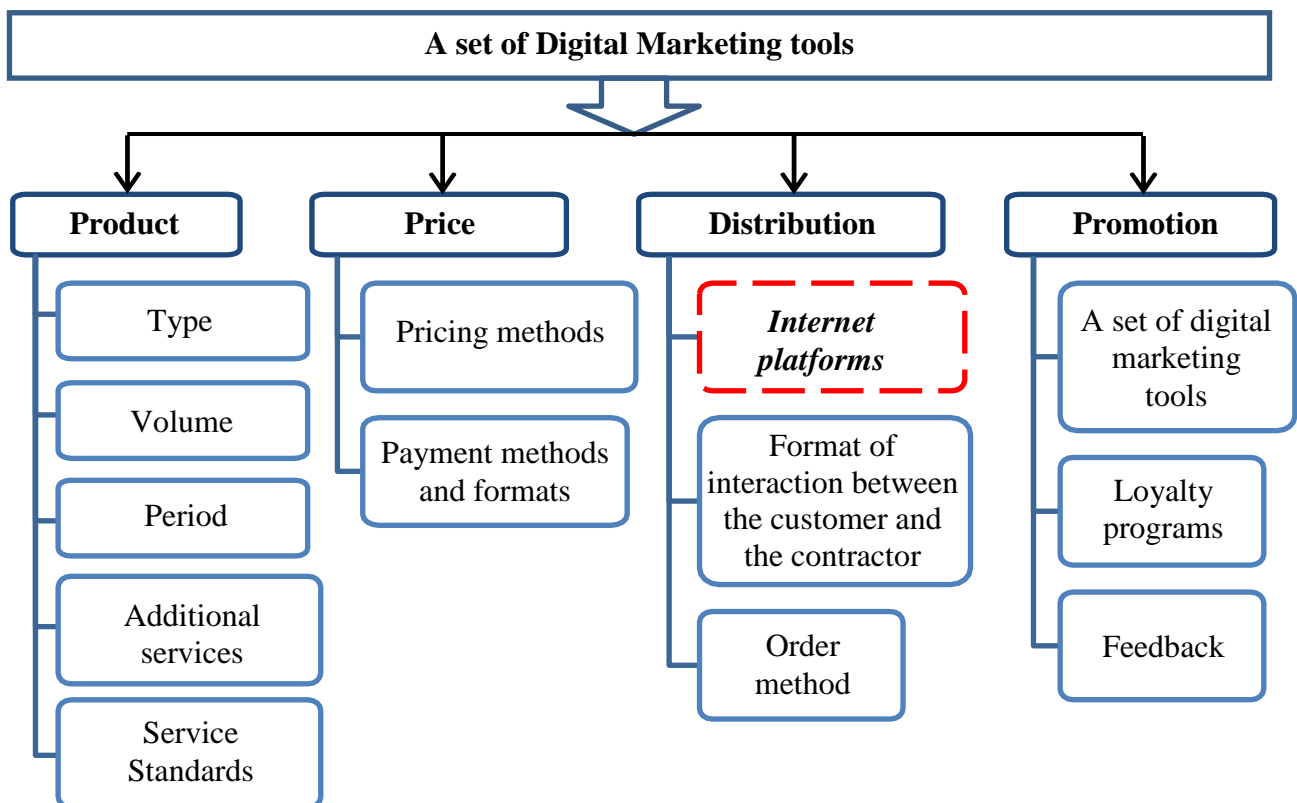 A set of Digital Marketing tools
Product
Type
Volume
Period
Additional
services
Service
Standards
Price
Pricing methods
Payment methods
and formats
Distribution
Internet
platforms
Format of
interaction between
the customer and
the contractor
Order
method
Promotion
A set of digital
marketing
tools
Loyalty
programs
Feedback